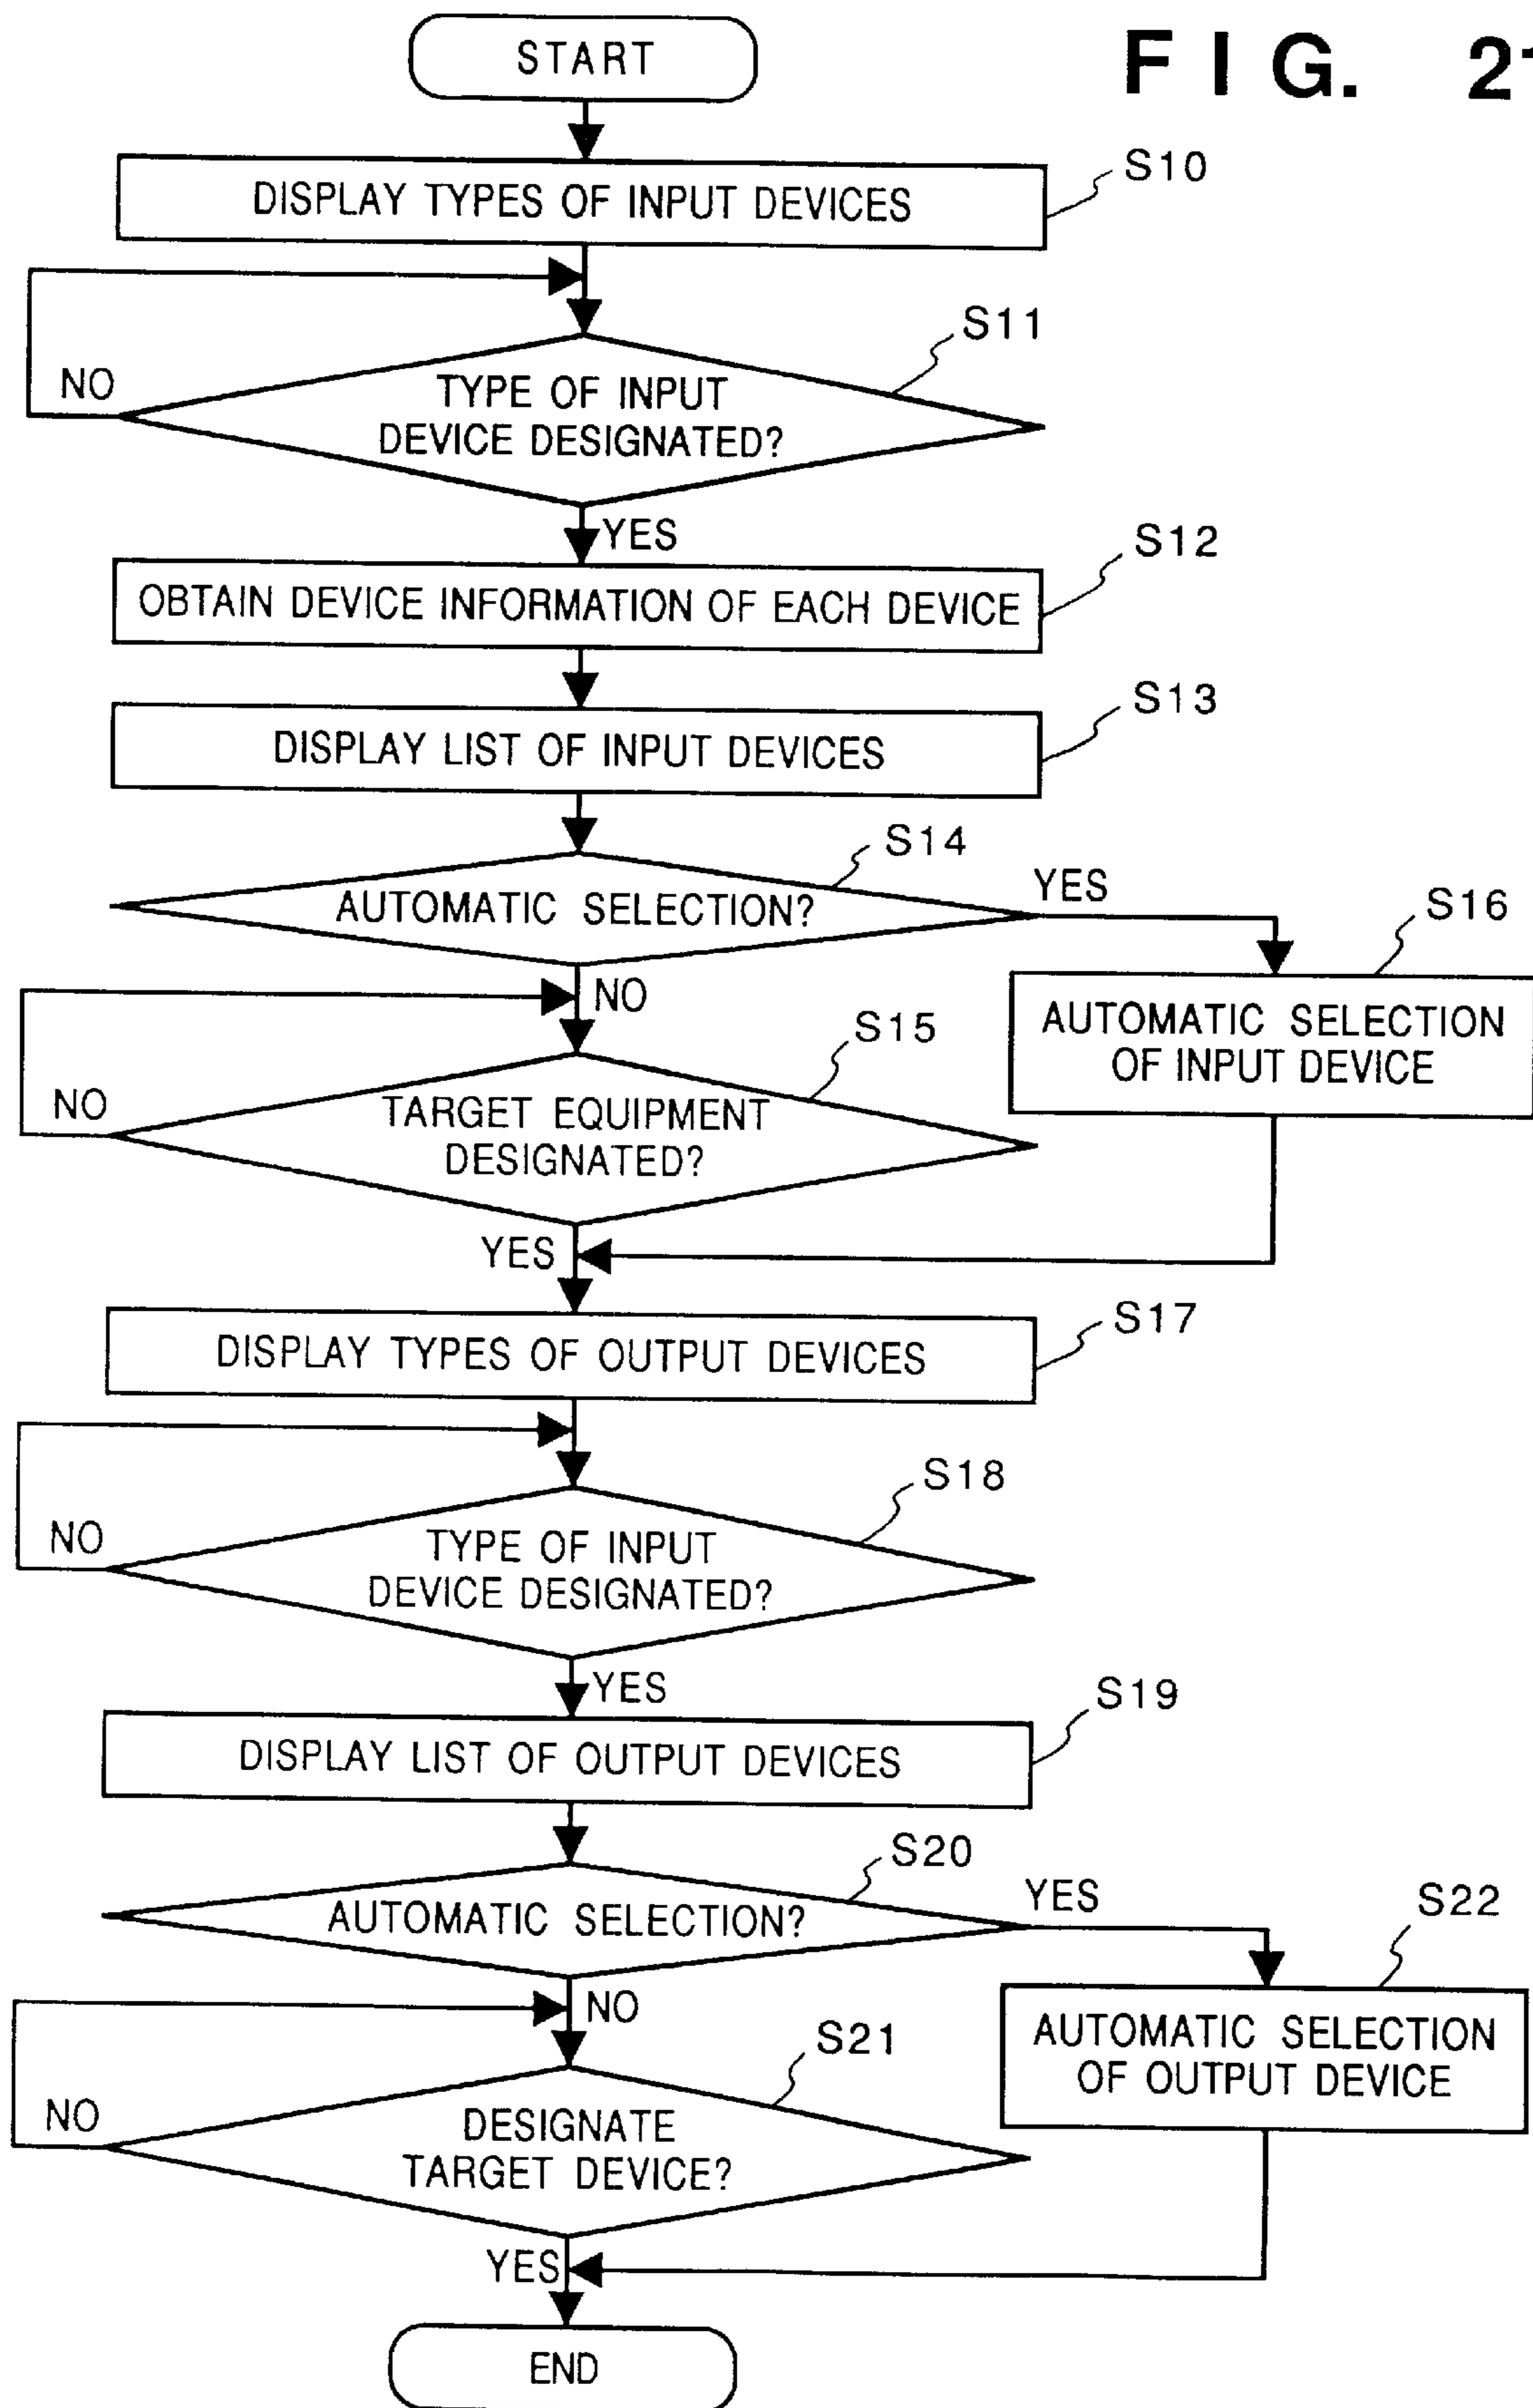 START
FIG. 21
S10
DISPLAY TYPES OF INPUT DEVICES
S11
NO
TYPE OF INPUT
DEVICE DESIGNATED?
YES
S12
OBTAIN DEVICE INFORMATION OF EACH DEVICE
S13
DISPLAY LIST OF INPUT DEVICES
S14
YES
AUTOMATIC SELECTION?
S16
NO
AUTOMATIC SELECTION
OF INPUT DEVICE
S15
NO
TARGET EQUIPMENT
DESIGNATED?
YES
S17
DISPLAY TYPES OF OUTPUT DEVICES
S18
NO
TYPE OF INPUT
DEVICE DESIGNATED?
YES
S19
DISPLAY LIST OF OUTPUT DEVICES
S20
YES
AUTOMATIC SELECTION?
S22
NO
AUTOMATIC SELECTION
OF OUTPUT DEVICE
S21
NO
DESIGNATE
TARGET DEVICE?
YES
END